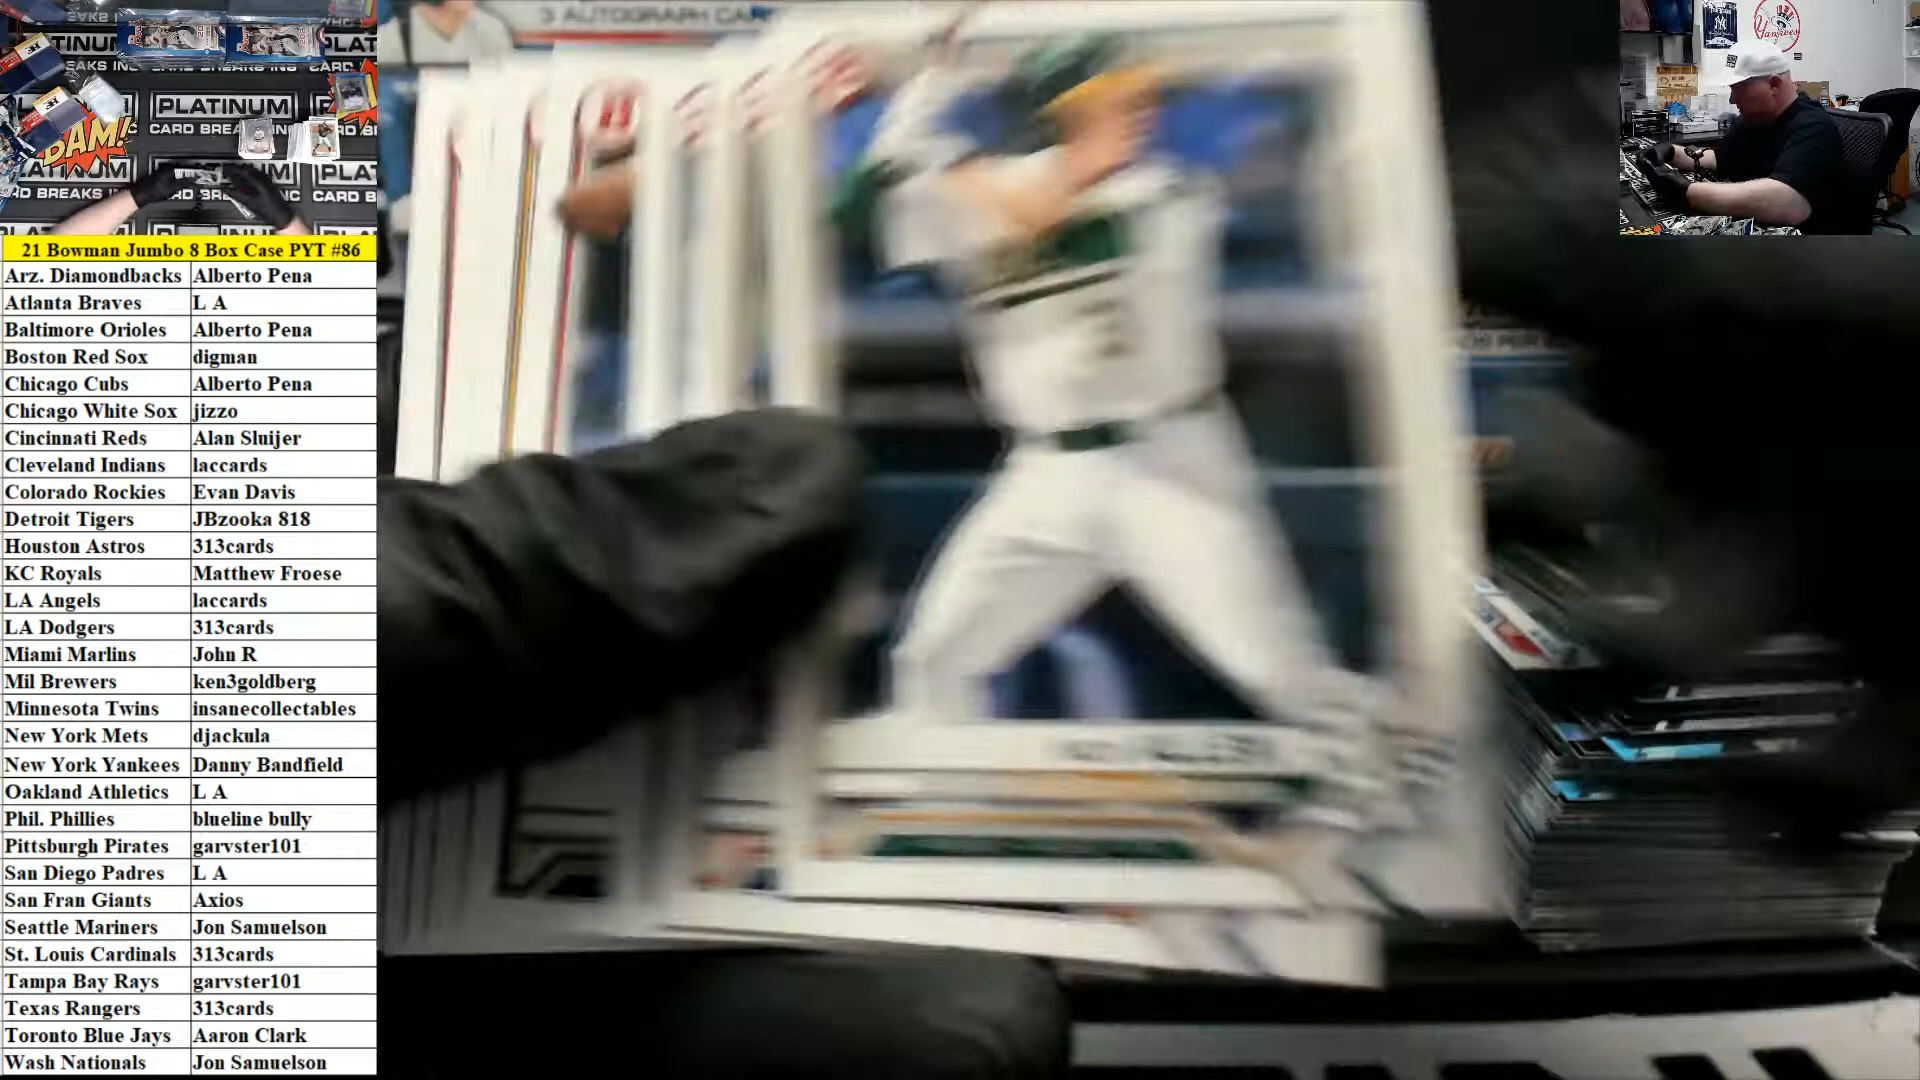 3 AUTOGRAPH CAR
PLATINUM
CARD BREAKS INC
BAM!
Yankees
21 Bowman Jumbo 8 Box Case PYT #86
Arz. Diamondbacks Alberto Pena
Atlanta Braves L A
Baltimore Orioles Alberto Pena
Boston Red Sox digman
Chicago Cubs Alberto Pena
Chicago White Sox jizzo
Cincinnati Reds Alan Sluijer
Cleveland Indians laccards
Colorado Rockies Evan Davis
Detroit Tigers JBzooka 818
Houston Astros 313cards
KC Royals Matthew Froese
LA Angels laccards
LA Dodgers 313cards
Miami Marlins John R
Mil Brewers ken3goldberg
Minnesota Twins insanecollectables
New York Mets djackula
New York Yankees Danny Bandfield
Oakland Athletics L A
Phil. Phillies blueline bully
Pittsburgh Pirates garvster101
San Diego Padres L A
San Fran Giants Axios
Seattle Mariners Jon Samuelson
St. Louis Cardinals 313cards
Tampa Bay Rays garvster101
Texas Rangers 313cards
Toronto Blue Jays Aaron Clark
Wash Nationals Jon Samuelson